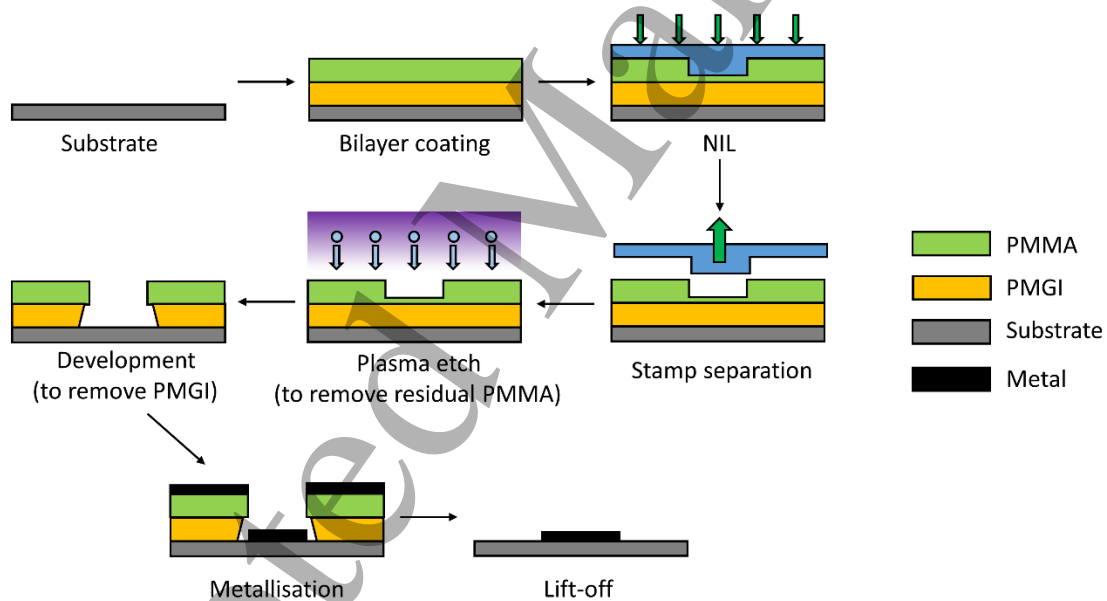 Substrate
Bilayer coating
NIL
PMMA
PMGI
Substrate
Metal
Stamp separation
Plasma etch
(to remove residual PMMA)
Development
(to remove PMGI)
Metallisation
Lift-off